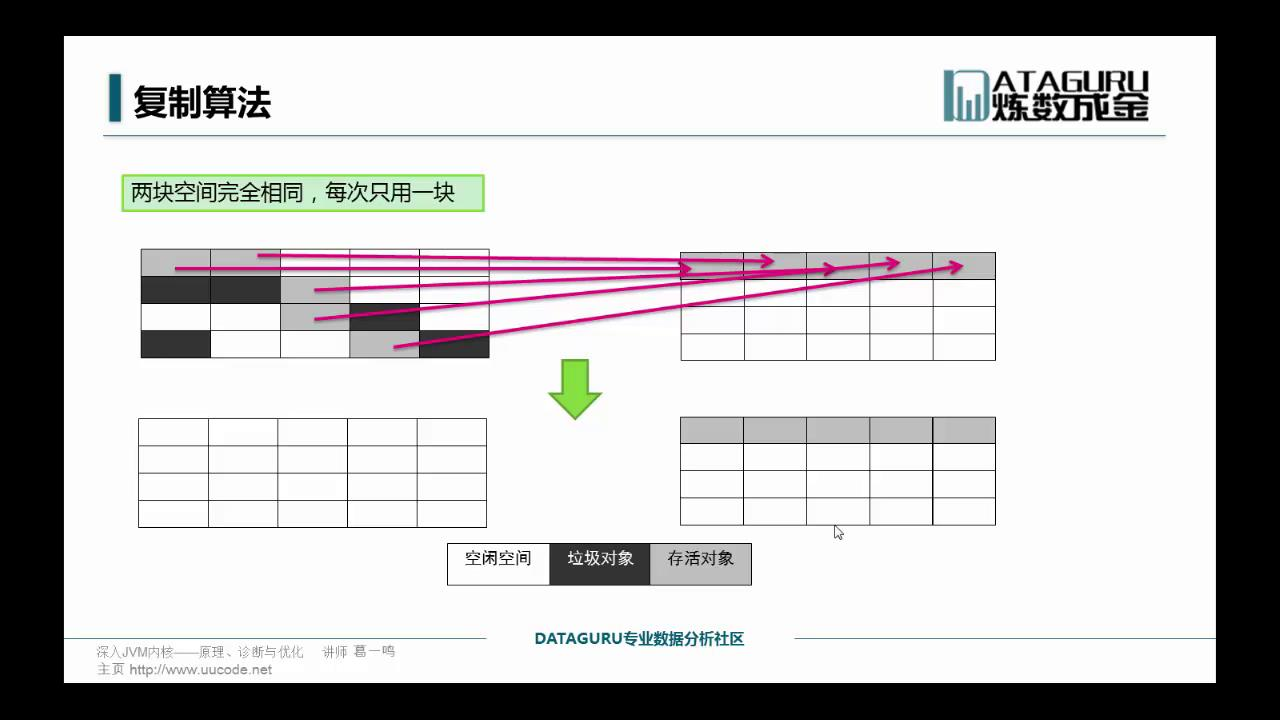 复制算法
ATAGURU
炼数成金
两块空间完全相同，每次只用一块
空闲空间 垃圾对象 存活对象
DATAGURU专业数据分析社区
深入JVM内核——原理、诊断与优化 讲师 葛一鸣
主页 http://www.uucode.net